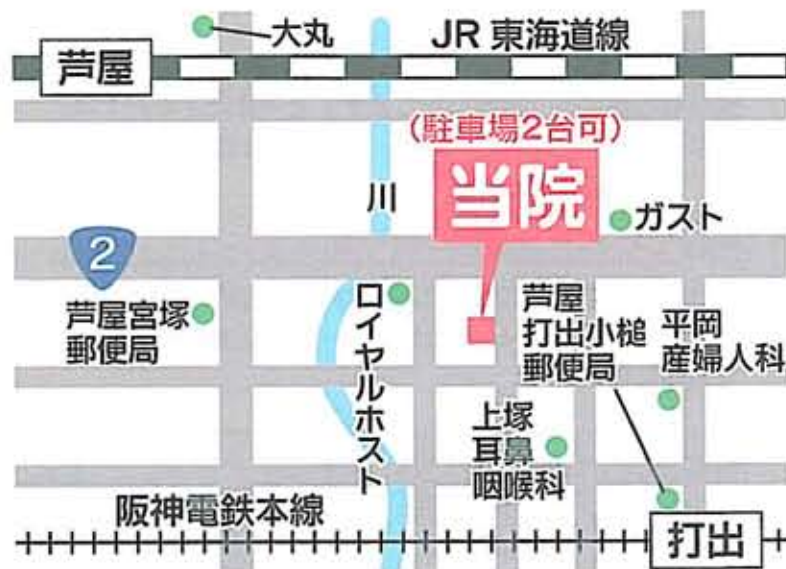 大丸
JR 東海道線
芦屋
(駐車場2台可)
当院
川
ガスト
2
芦屋宮塚
郵便局
ロイヤルホスト
芦屋
打出小槌
郵便局
平岡
産婦人科
上塚
耳鼻
咽喉科
阪神電鉄本線
打出